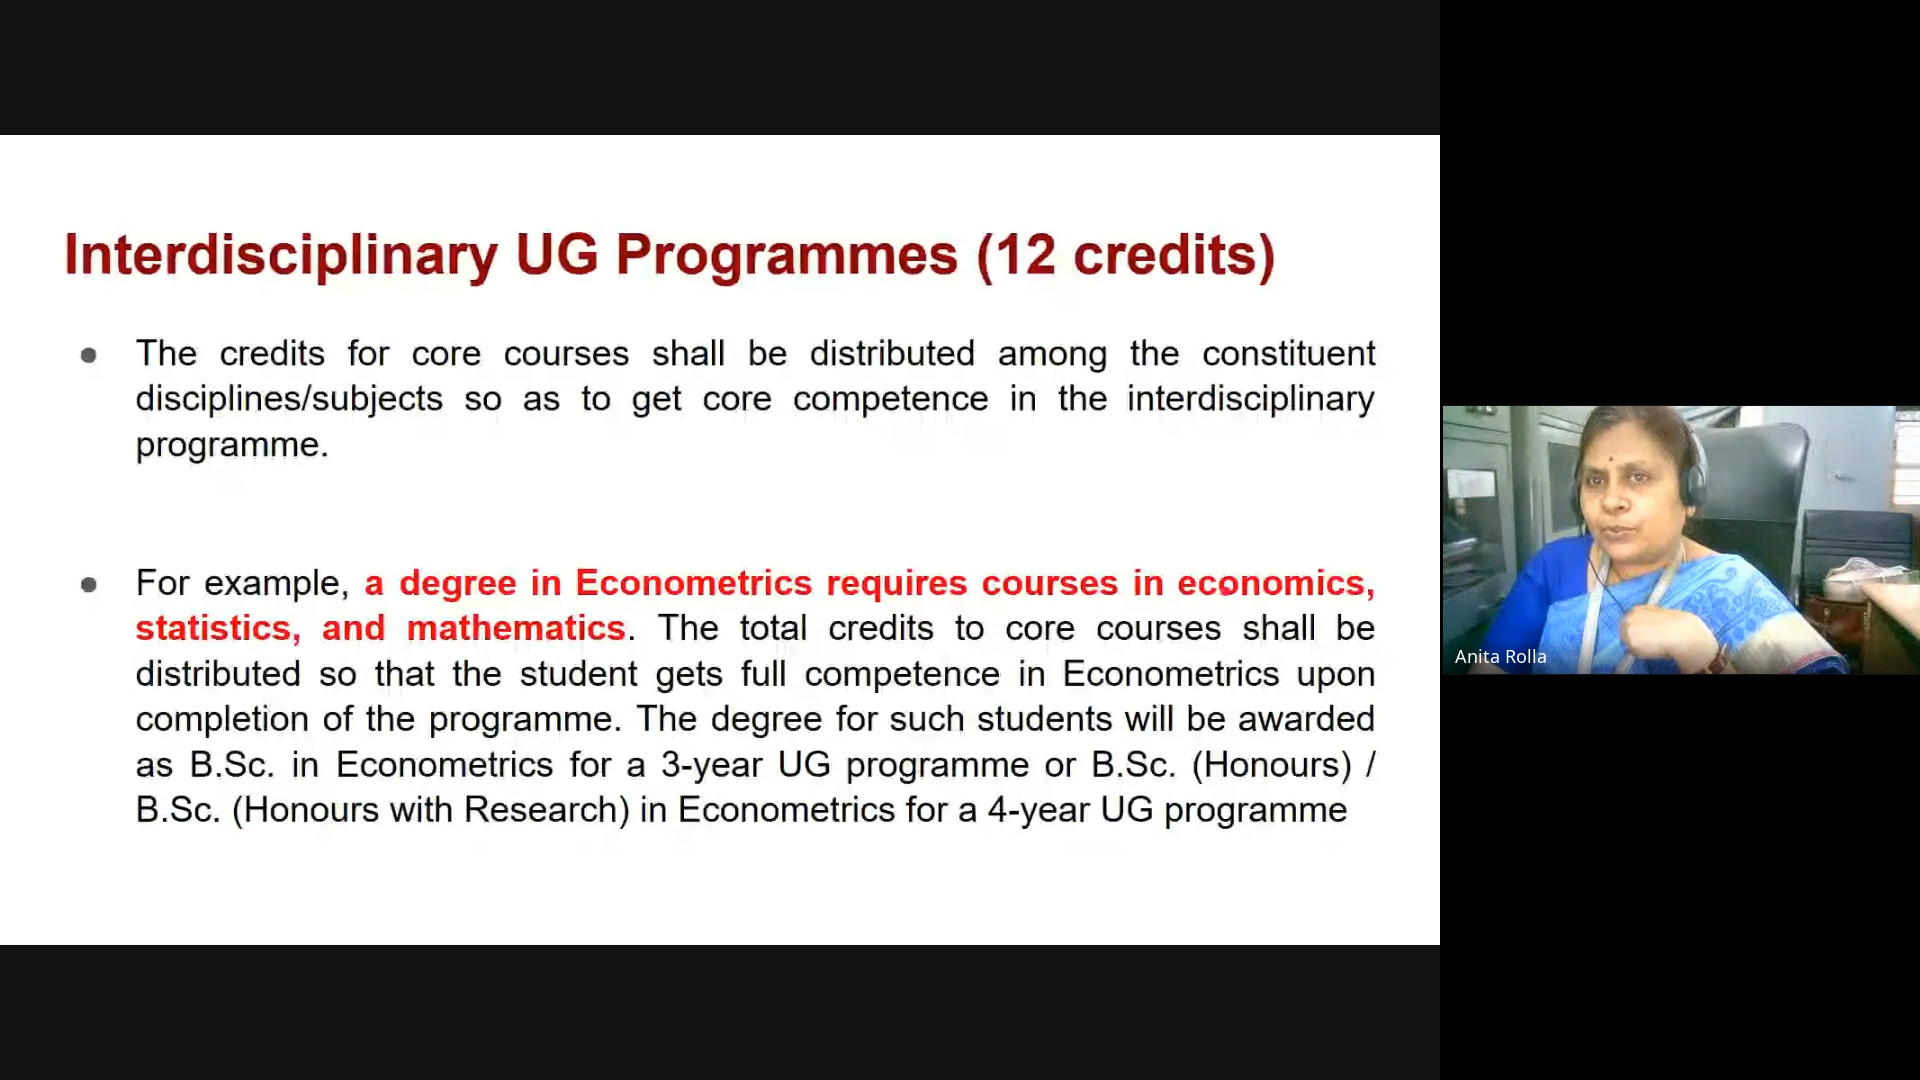 Interdisciplinary UG Programmes (12 credits)
● The credits for core courses shall be distributed among the constituent
disciplines/subjects so as to get core competence in the interdisciplinary
programme.
● For example, a degree in Econometrics requires courses in economics,
statistics, and mathematics. The total credits to core courses shall be
distributed so that the student gets full competence in Econometrics upon
completion of the programme. The degree for such students will be awarded
as B.Sc. in Econometrics for a 3-year UG programme or B.Sc. (Honours) /
B.Sc. (Honours with Research) in Econometrics for a 4-year UG programme
Anita Rolla